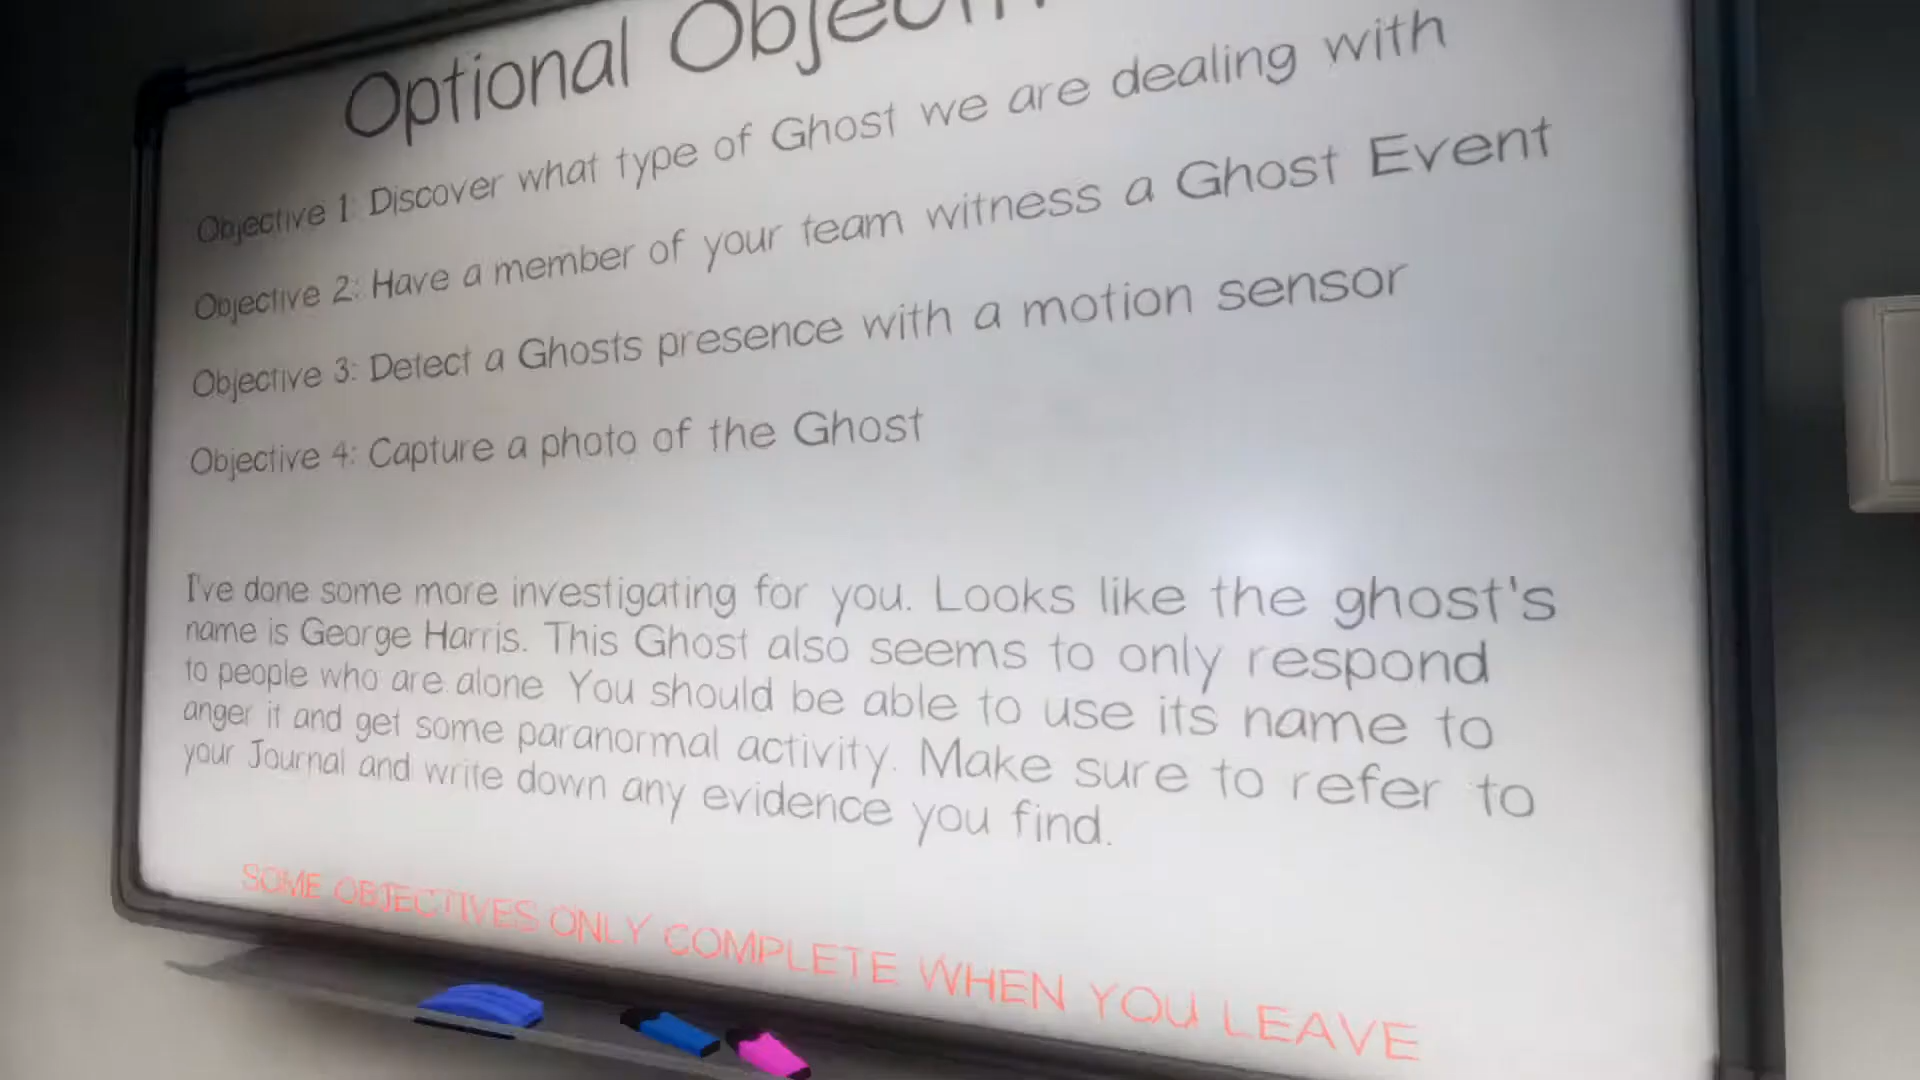 Optional
Objective 1: Discover what type of Ghost we are dealing with
Objective 2: Have a member of your team witness a Ghost Event
Objective 3: Detect a Ghosts presence with a motion sensor
Objective 4: Capture a photo of the Ghost
I've done some more investigating for you. Looks like the ghost's
name is George Harris. This Ghost also seems to only respond
to people who are alone You should be able to use its name to
anger it and get some paranormal activity. Make sure to refer to
your Journal and write down any evidence you find.
SOME OBJECTIVES ONLY COMPLETE WHEN YOU LEAVE